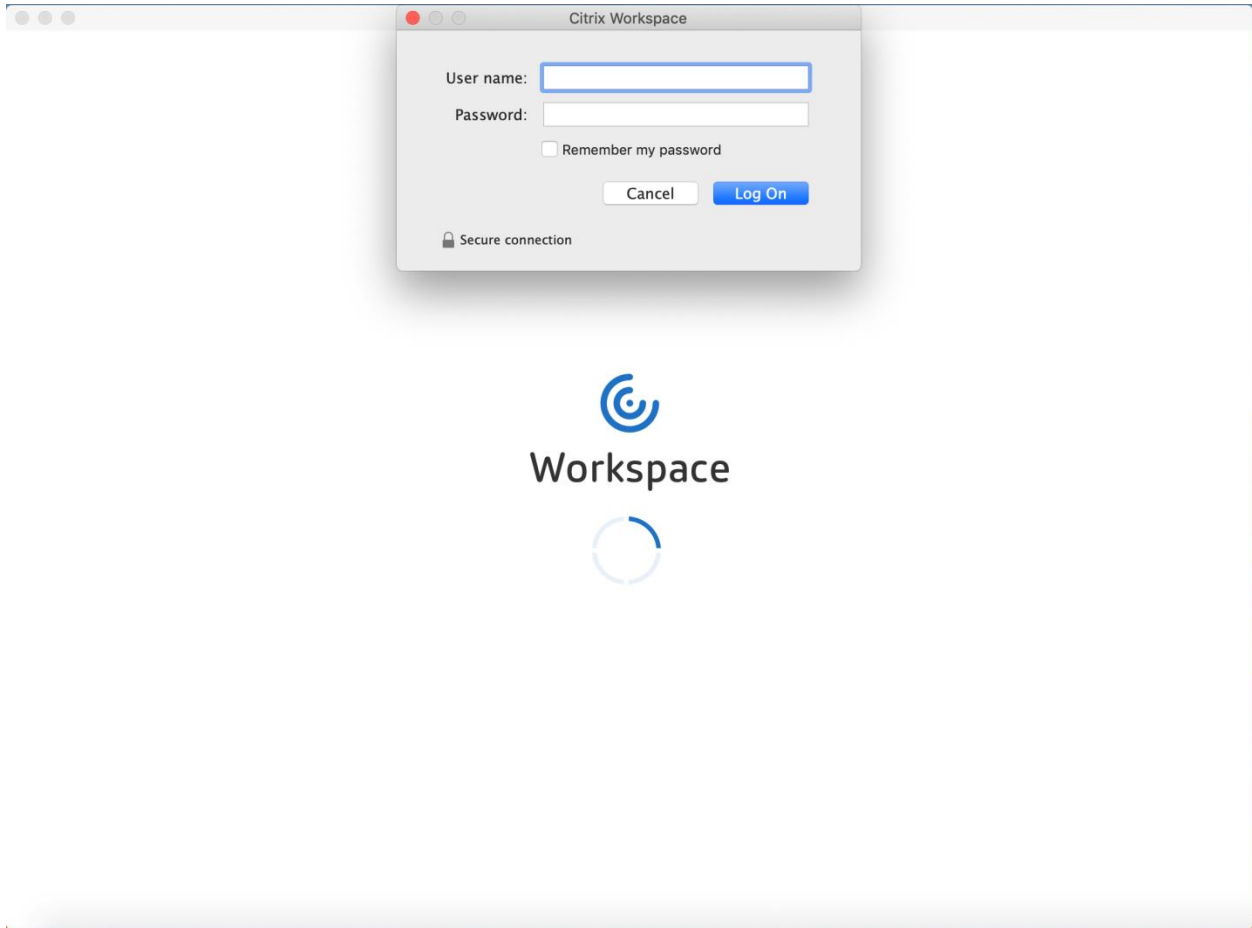 Citrix Workspace
User name:
Password:
Remember my password
Cancel Log On
Secure connection
Workspace